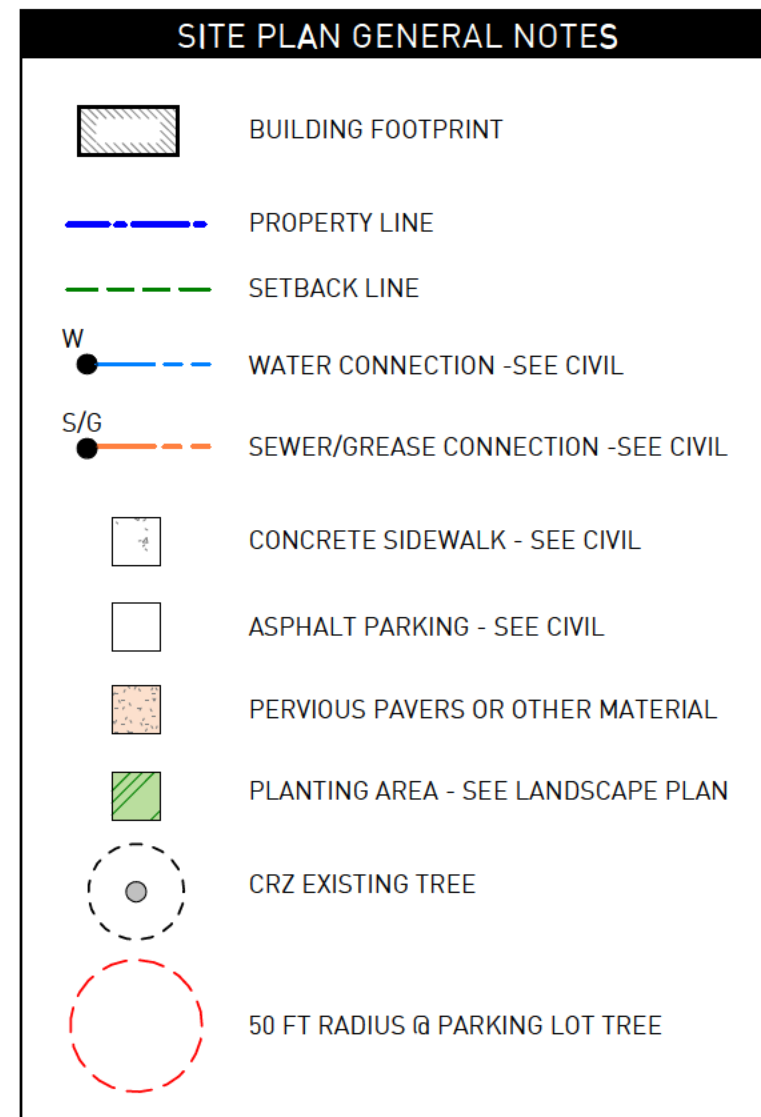 SITE PLAN GENERAL NOTES
BUILDING FOOTPRINT
PROPERTY LINE
SETBACK LINE
W
WATER CONNECTION -SEE CIVIL
S/G
SEWER/GREASE CONNECTION -SEE CIVIL
CONCRETE SIDEWALK - SEE CIVIL
ASPHALT PARKING - SEE CIVIL
PERVIOUS PAVERS OR OTHER MATERIAL
PLANTING AREA - SEE LANDSCAPE PLAN
CRZ EXISTING TREE
50 FT RADIUS @ PARKING LOT TREE